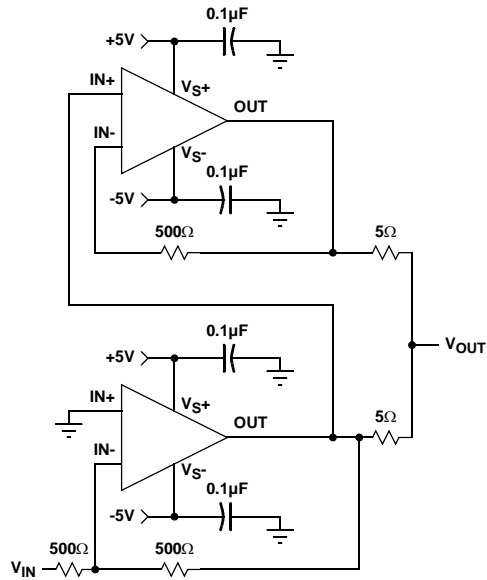 0.1µF
+5V
IN+
VS+
OUT
IN-
VS-
0.1µF
-5V
500Ω
5Ω
0.1µF
VOUT
+5V
IN+
VS+
5Ω
OUT
IN-
VS-
0.1µF
-5V
500Ω
500Ω
VIN